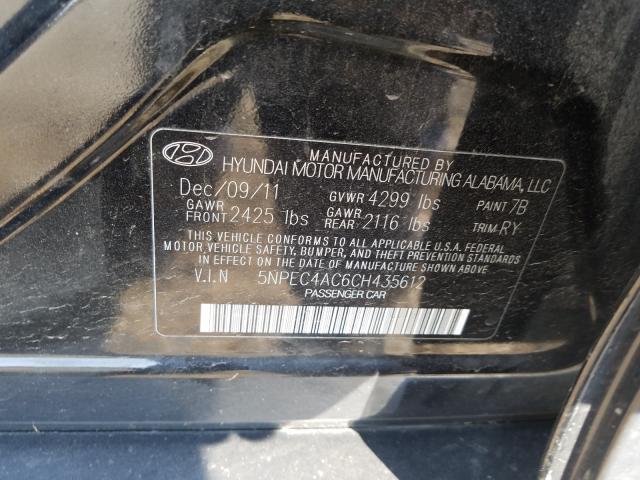 MANUFACTURED BY
HYUNDAI MOTOR MANUFACTURING ALABAMA, LLC
Dec/09/11 GVWR 4299 lbs PAINT 7B
GAWR FRONT 2425 lbs GAWR REAR 2116 lbs TRIM RY
THIS VEHICLE CONFORMS TO ALL APPLICABLE U.S.A. FEDERAL
MOTOR VEHICLE SAFETY, BUMPER, AND THEFT PREVENTION
STANDARDS IN EFFECT ON THE DATE OF MANUFACTURE SHOWN ABOVE.
V.I.N 5NPEC4AC6CH435612
PASSENGER CAR